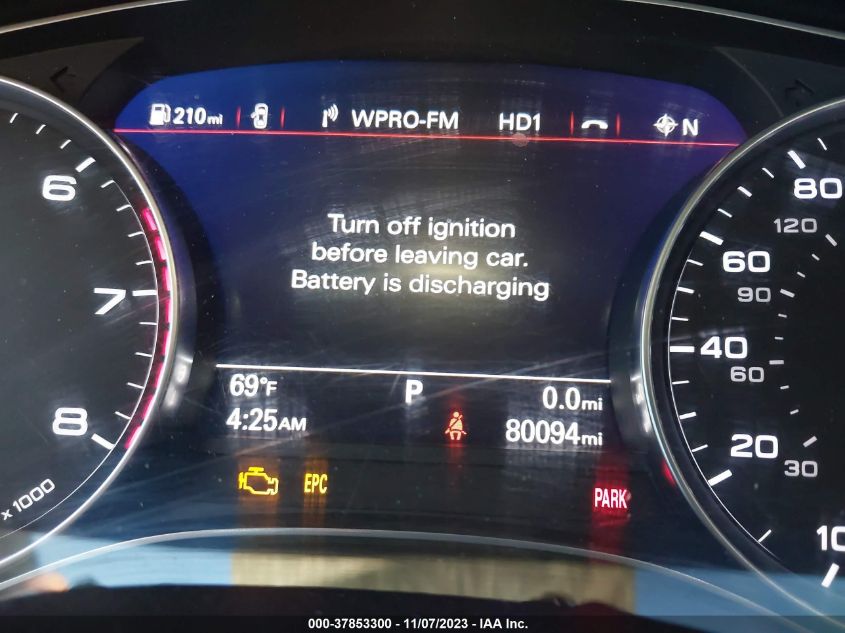 210mi WPRO-FM HD1 N
Turn off ignition
before leaving car.
Battery is discharging
69°F P 0.0mi
4:25AM 80094mi
EPC PARK
6
7
8
x 1000
80
120
60
90
40
60
20
30
10
000-37853300 - 11/07/2023 - IAA Inc.